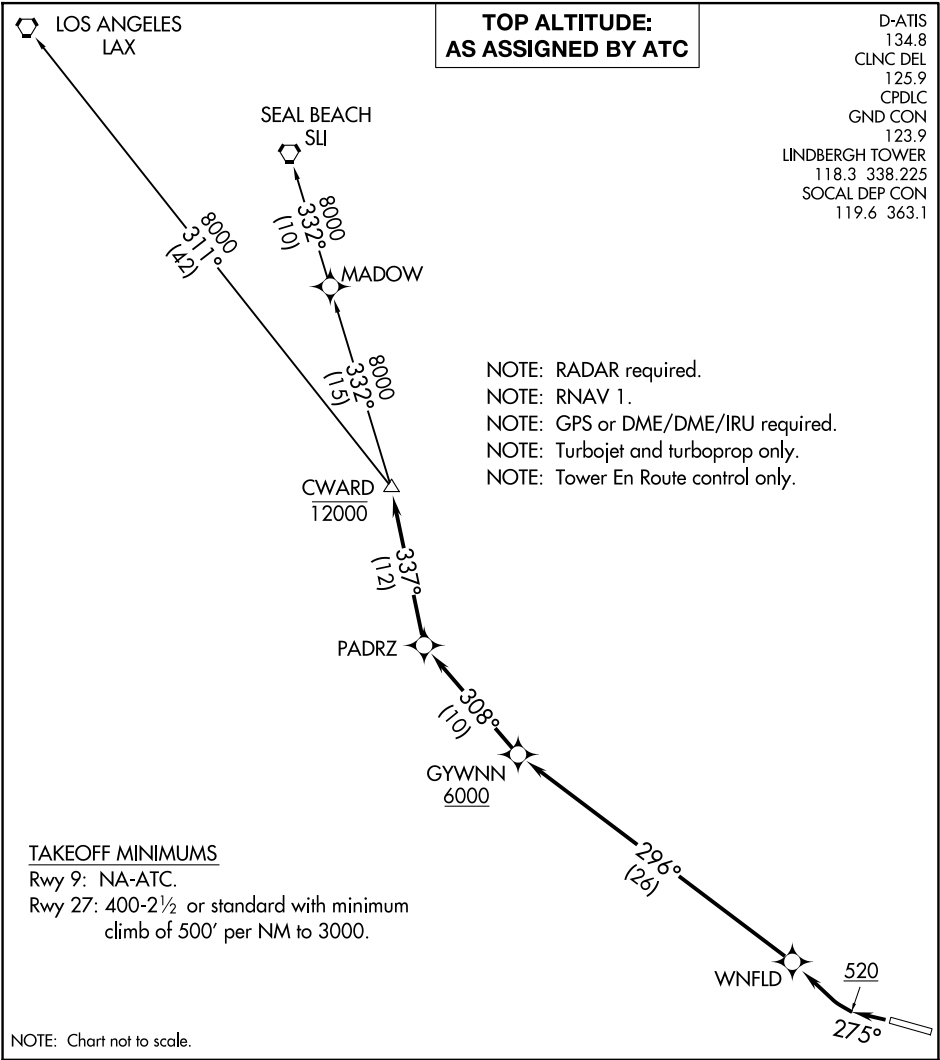 LOS ANGELES
LAX
TOP ALTITUDE:
AS ASSIGNED BY ATC
D-ATIS
134.8
CLNC DEL
125.9
CPDLC
GND CON
123.9
LINDBERGH TOWER
118.3 338.225
SOCAL DEP CON
119.6 363.1
SEAL BEACH
SLI
8000
311°
(42)
8000
332°
(10)
MADOW
8000
332°
(15)
NOTE: RADAR required.
NOTE: RNAV 1.
NOTE: GPS or DME/DME/IRU required.
NOTE: Turbojet and turboprop only.
NOTE: Tower En Route control only.
CWARD
12000
337°
(12)
PADRZ
308°
(10)
GYWNN
6000
296°
(26)
TAKEOFF MINIMUMS
Rwy 9: NA-ATC.
Rwy 27: 400-2½ or standard with minimum
climb of 500' per NM to 3000.
WNFLD
520
275°
NOTE: Chart not to scale.